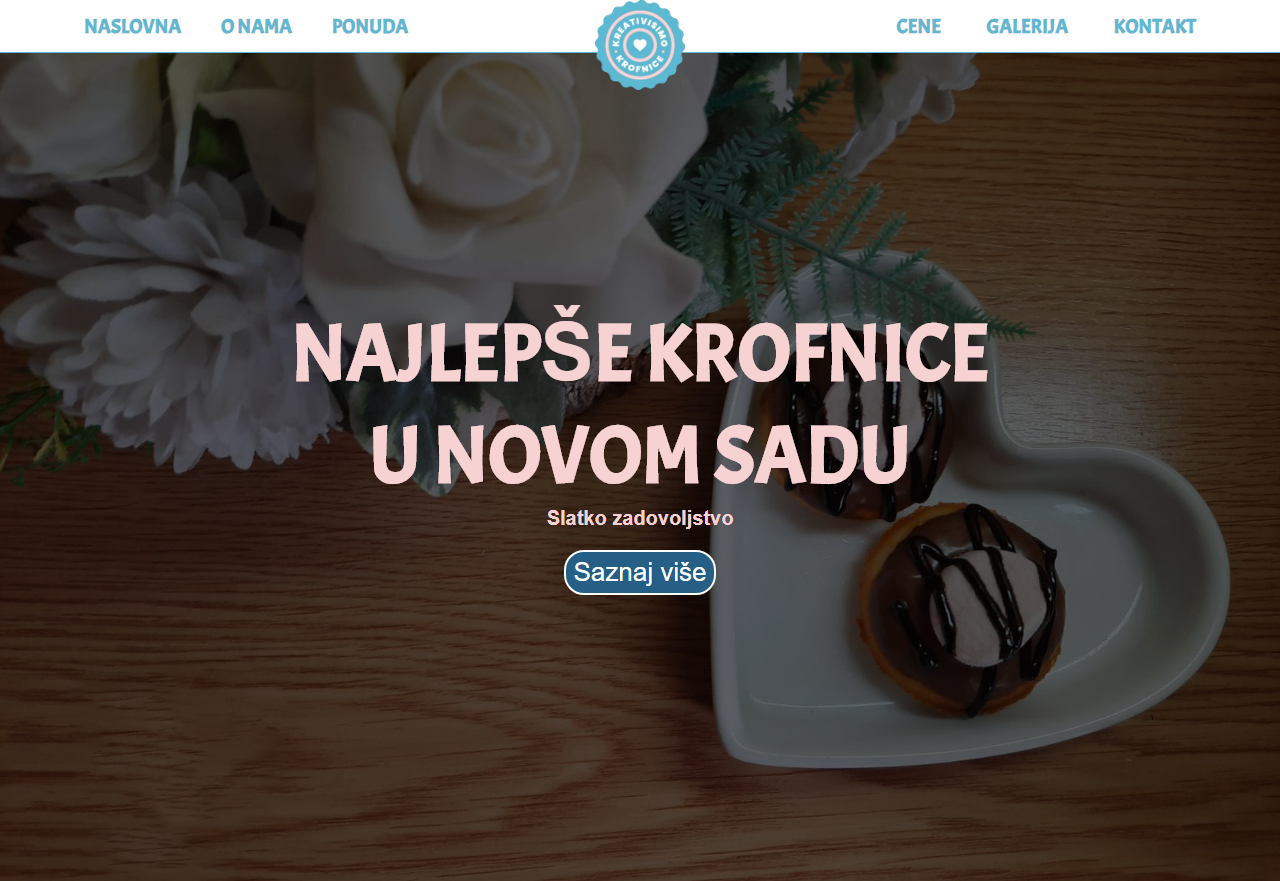 NASLOVNA O NAMA PONUDA
KREATIVISIMO
KROFNICE
CENE GALERIJA KONTAKT
NAJLEPŠE KROFNICE
U NOVOM SADU
Slatko zadovoljstvo
Saznaj više